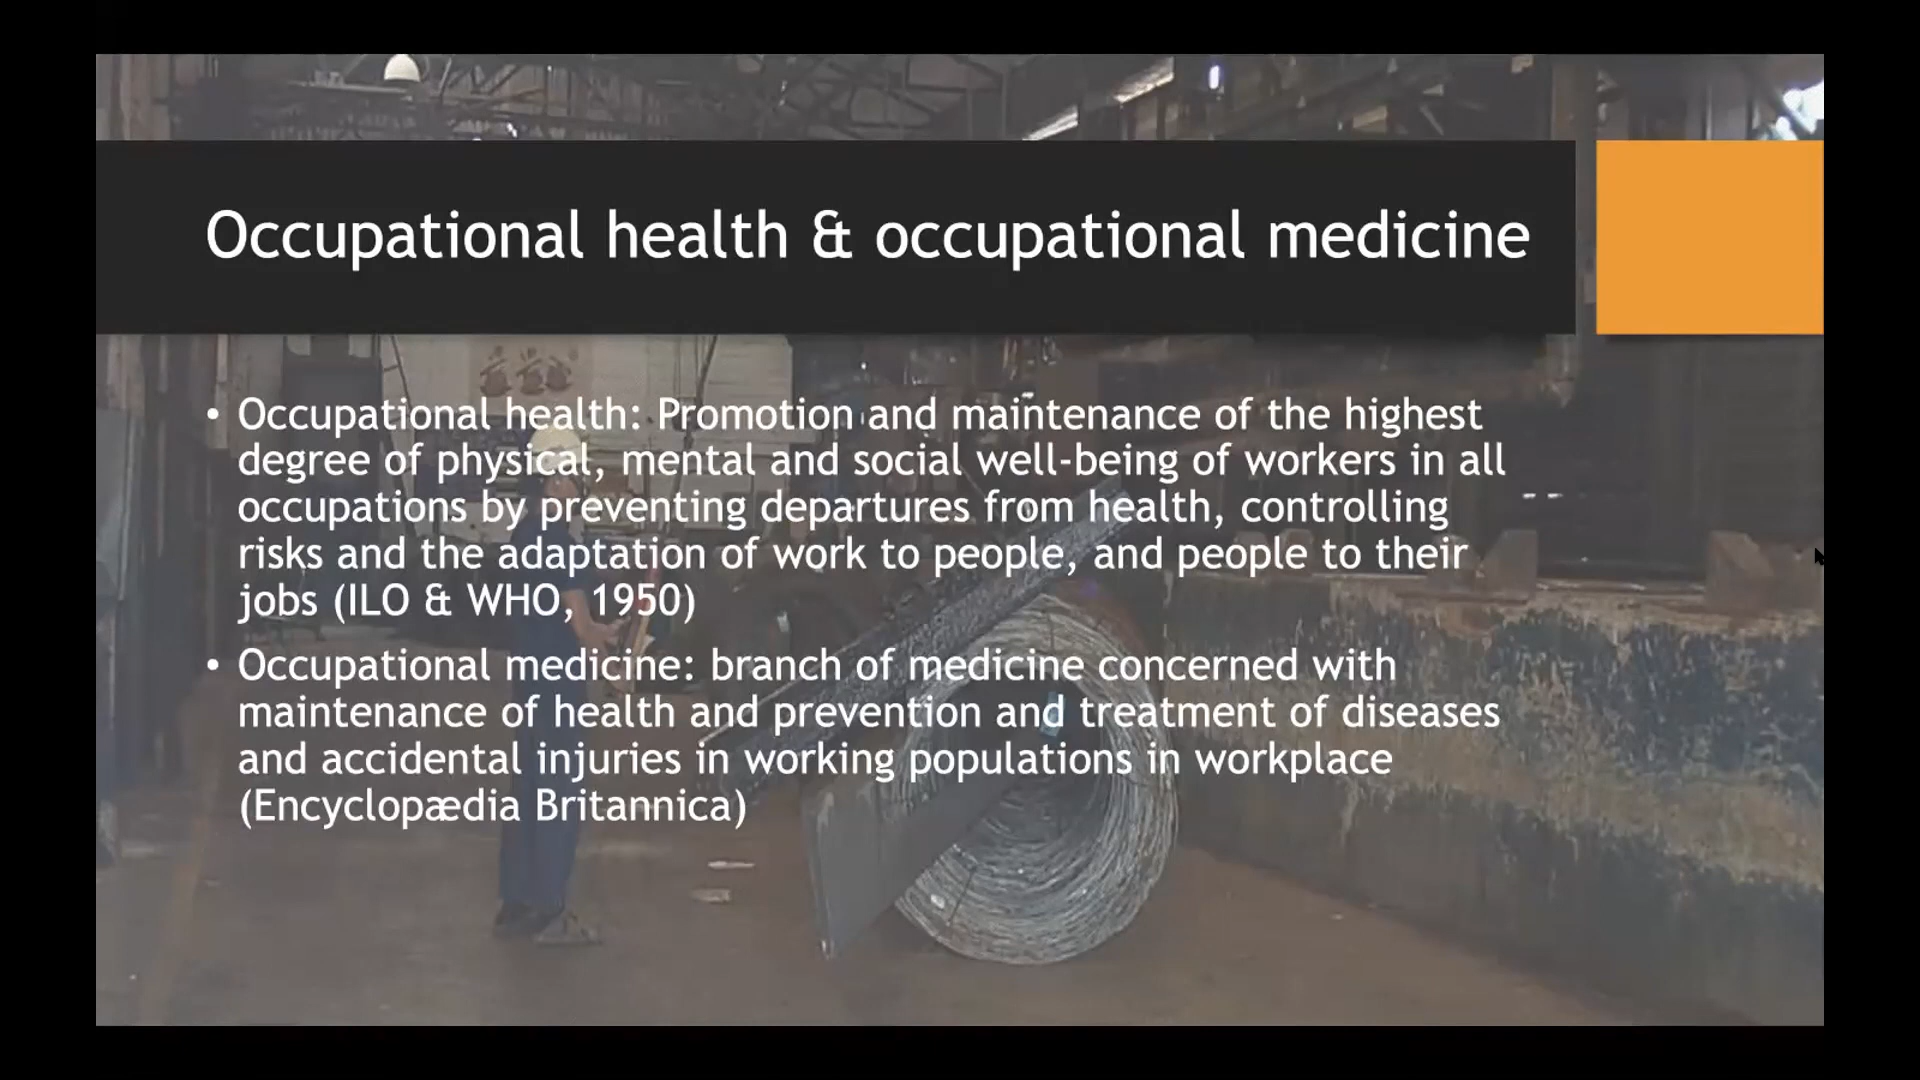 Occupational health & occupational medicine
• Occupational health: Promotion and maintenance of the highest
degree of physical, mental and social well-being of workers in all
occupations by preventing departures from health, controlling
risks and the adaptation of work to people, and people to their
jobs (ILO & WHO, 1950)
• Occupational medicine: branch of medicine concerned with
maintenance of health and prevention and treatment of diseases
and accidental injuries in working populations in workplace
(Encyclopædia Britannica)